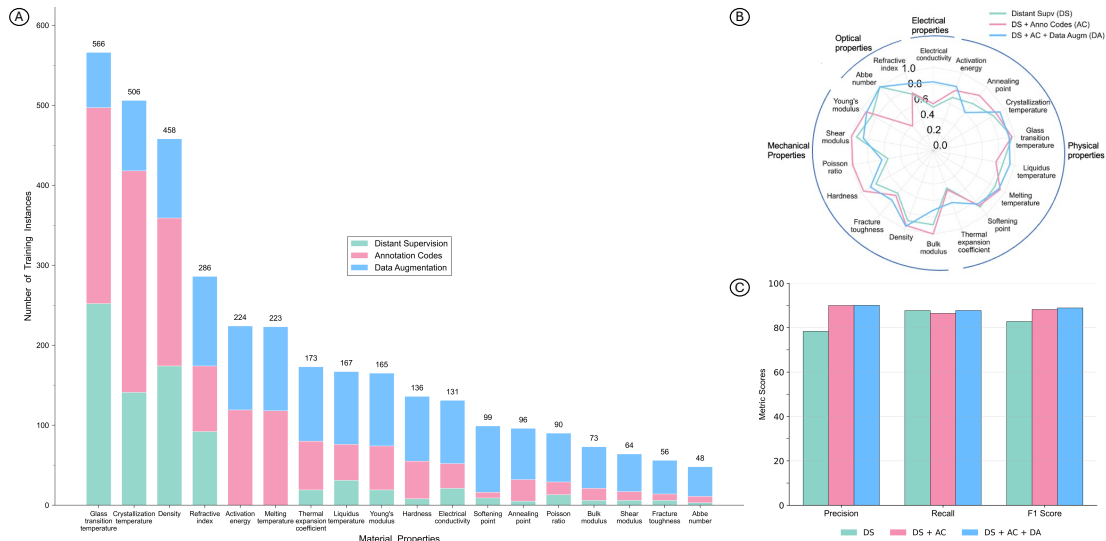 A
Number of Training Instances
600
500
400
300
200
100
0
566
506
458
286
224
223
173
167
165
136
131
99
96
90
73
64
56
48
Distant Supervision
Annotation Codes
Data Augmentation
Glass
transition
temperature
Crystallization
temperature
Density
Refractive
index
Activation
energy
Melting
temperature
Thermal
expansion
coefficient
Liquidus
temperature
Young's
modulus
Hardness
Electrical
conductivity
Softening
point
Annealing
point
Poisson
ratio
Bulk
modulus
Shear
modulus
Fracture
toughness
Abbe
number
Material Properties
B
Distant Supv (DS)
DS + Anno Codes (AC)
DS + AC + Data Augm (DA)
Electrical
properties
Optical
properties
Mechanical
Properties
Physical
properties
Electrical
conductivity
Activation
energy
Annealing
point
Crystallization
temperature
Glass
transition
temperature
Liquidus
temperature
Melting
temperature
Softening
point
Thermal
expansion
coefficient
Bulk
modulus
Density
Fracture
toughness
Hardness
Poisson
ratio
Shear
modulus
Young's
modulus
Abbe
number
Refractive
index
1.0
0.8
0.6
0.4
0.2
0.0
C
Metric Scores
100
80
60
40
20
0
Precision
Recall
F1 Score
DS
DS + AC
DS + AC + DA